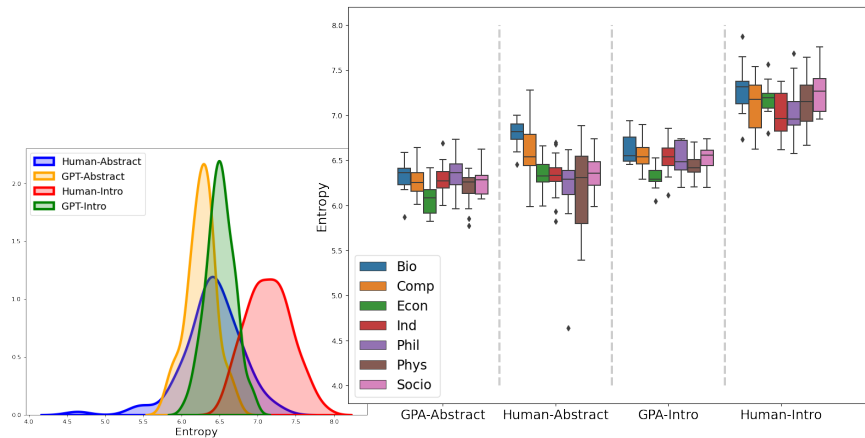 Human-Abstract
GPT-Abstract
Human-Intro
GPT-Intro
2.0
1.5
1.0
0.5
0.0
4.0 4.5 5.0 5.5 6.0 6.5 7.0 7.5 8.0
Entropy
8.0
7.5
7.0
6.5
6.0
5.5
5.0
4.5
4.0
Entropy
Bio
Comp
Econ
Ind
Phil
Phys
Socio
GPA-Abstract Human-Abstract GPA-Intro Human-Intro